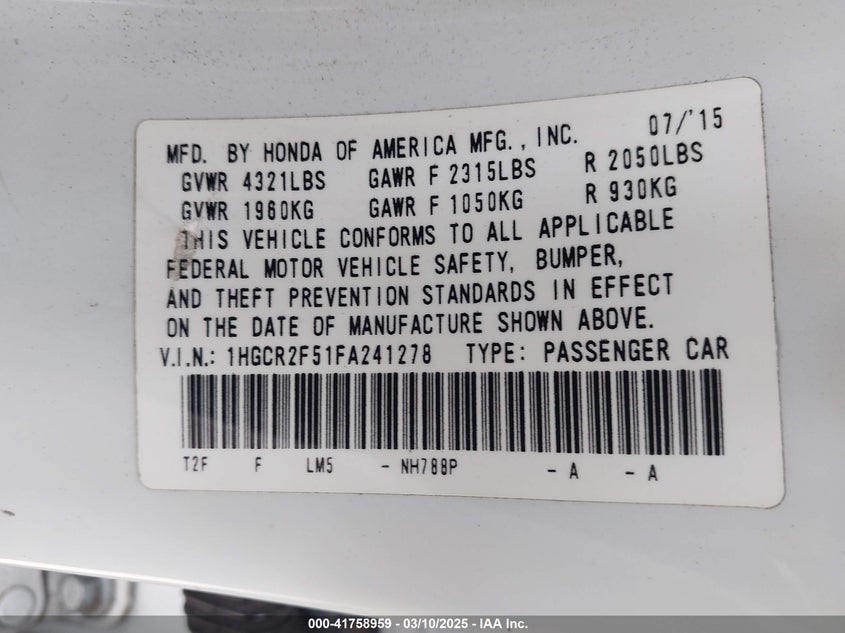 MFD. BY HONDA OF AMERICA MFG., INC. 07/'15
GVWR 4321LBS GAWR F 2315LBS R 2050LBS
GVWR 1960KG GAWR F 1050KG R 930KG
THIS VEHICLE CONFORMS TO ALL APPLICABLE
FEDERAL MOTOR VEHICLE SAFETY, BUMPER,
AND THEFT PREVENTION STANDARDS IN EFFECT
ON THE DATE OF MANUFACTURE SHOWN ABOVE.
V.I.N.: 1HGCR2F51FA241278 TYPE: PASSENGER CAR
T2F F LM5 - NH788P - A - A
000-41758959 — 03/10/2025 — IAA Inc.